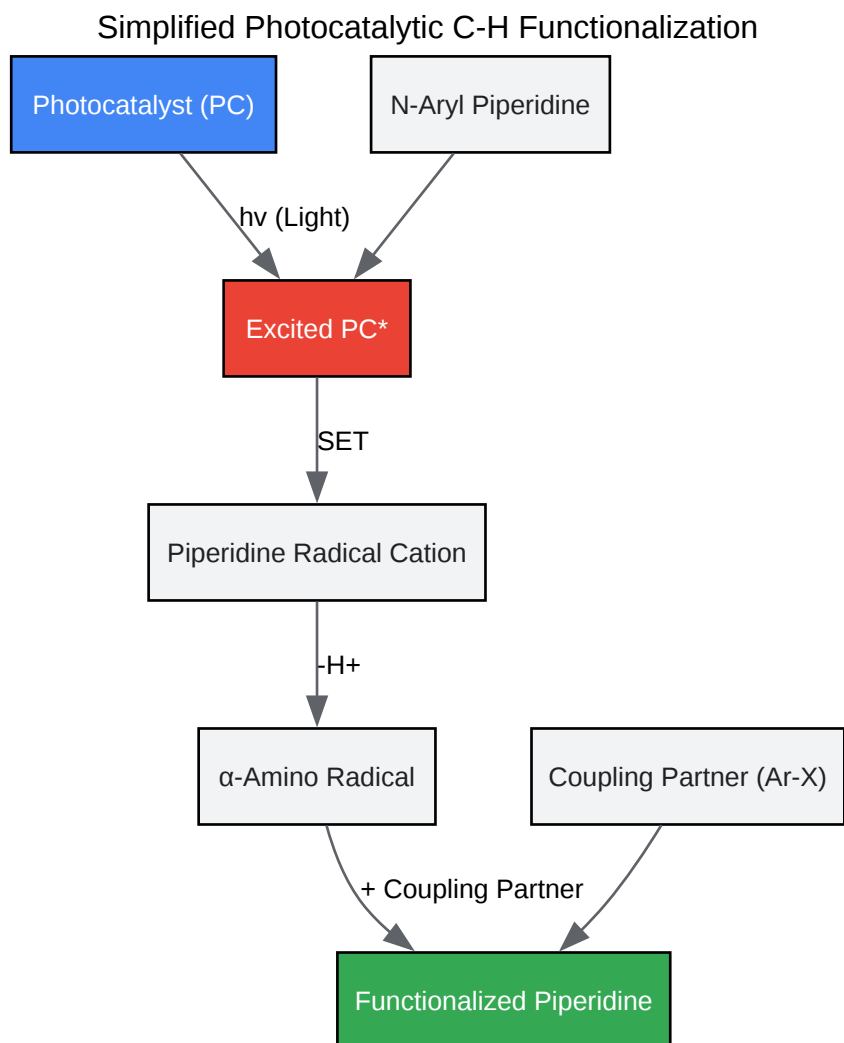 Simplified Photocatalytic C-H Functionalization
Photocatalyst (PC)
N-Aryl Piperidine
hv (Light)
Excited PC*
SET
Piperidine Radical Cation
-H+
α-Amino Radical
Coupling Partner (Ar-X)
+ Coupling Partner
Functionalized Piperidine